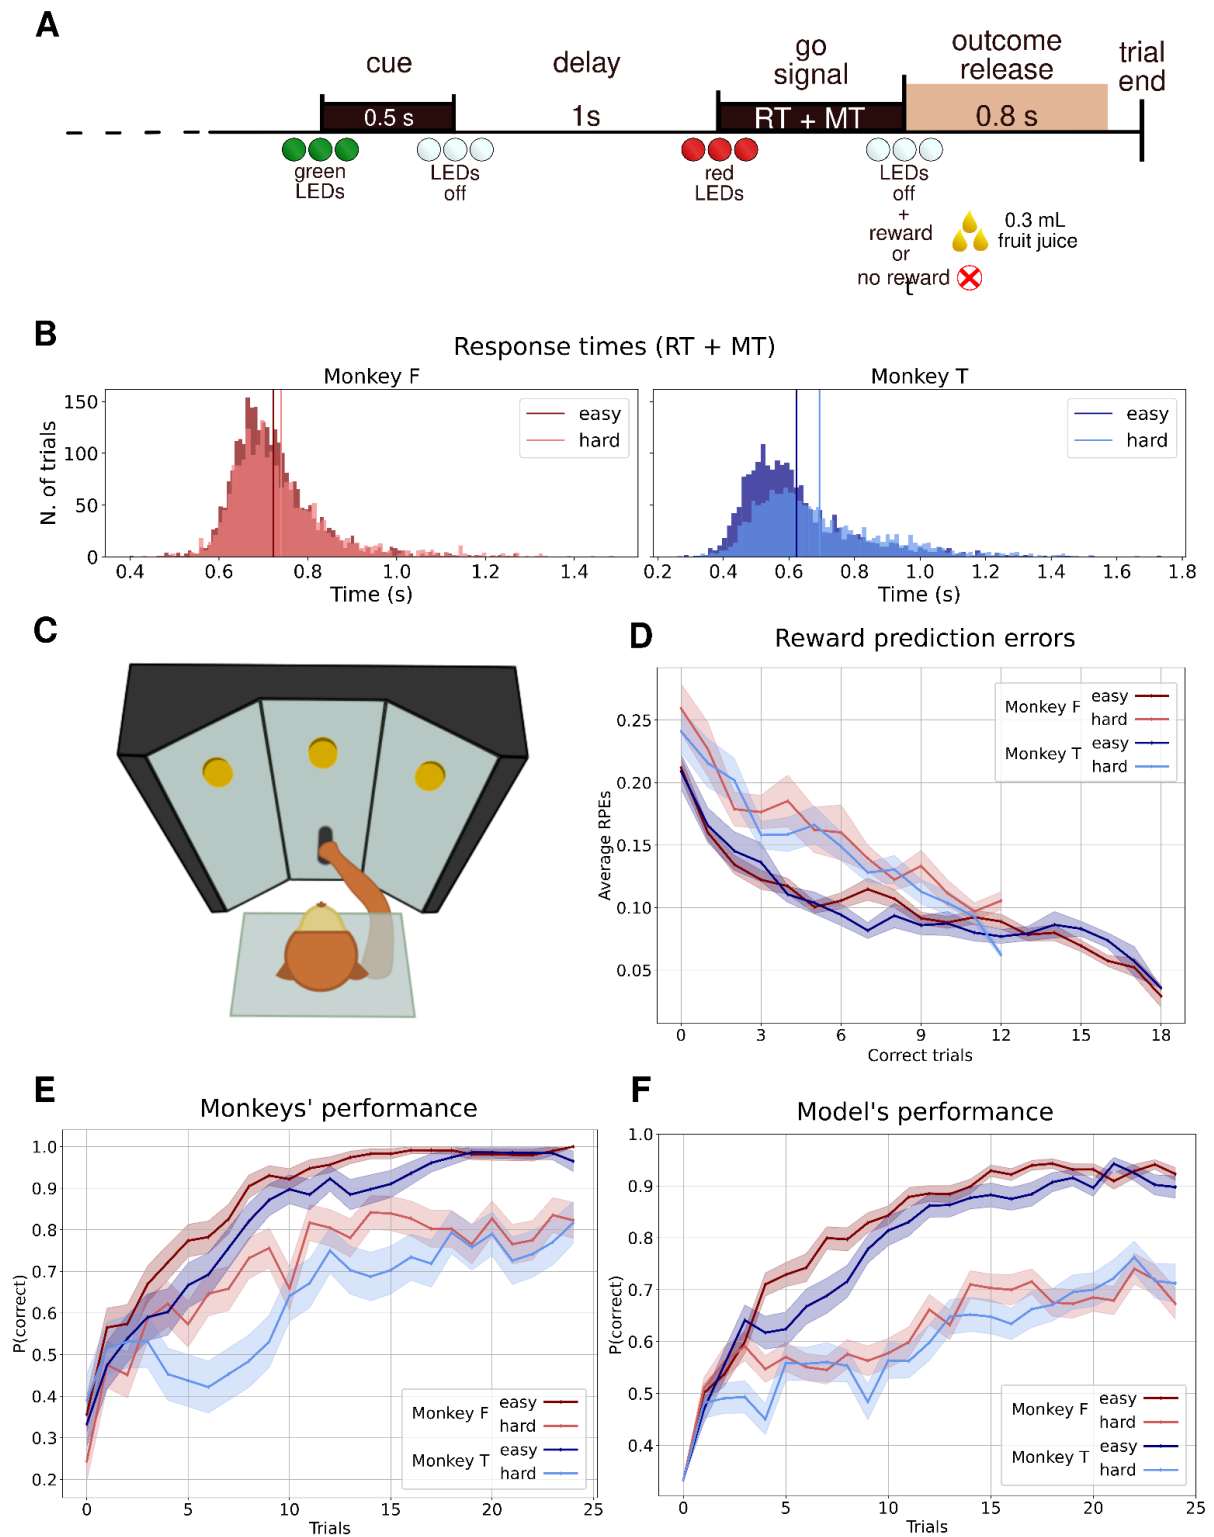 A
cue
delay
go
signal
outcome
release
trial
end
0.5 s
1s
RT + MT
0.8 s
green
LEDs
LEDs
off
red
LEDs
LEDs
off
+
reward
or
no reward
t
0.3 mL
fruit juice
B
Response times (RT + MT)
Monkey F
Monkey T
easy
hard
easy
hard
N. of trials
150
100
50
0
0.4 0.6 0.8 1.0 1.2 1.4
Time (s)
0.2 0.4 0.6 0.8 1.0 1.2 1.4 1.6 1.8
Time (s)
C
D
Reward prediction errors
Average RPEs
0.25
0.20
0.15
0.10
0.05
Monkey F easy
hard
Monkey T easy
hard
0 3 6 9 12 15 18
Correct trials
E
Monkeys' performance
P(correct)
1.0
0.9
0.8
0.7
0.6
0.5
0.4
0.3
0.2
Monkey F easy
hard
Monkey T easy
hard
0 5 10 15 20 25
Trials
F
Model's performance
P(correct)
1.0
0.9
0.8
0.7
0.6
0.5
0.4
Monkey F easy
hard
Monkey T easy
hard
0 5 10 15 20 25
Trials